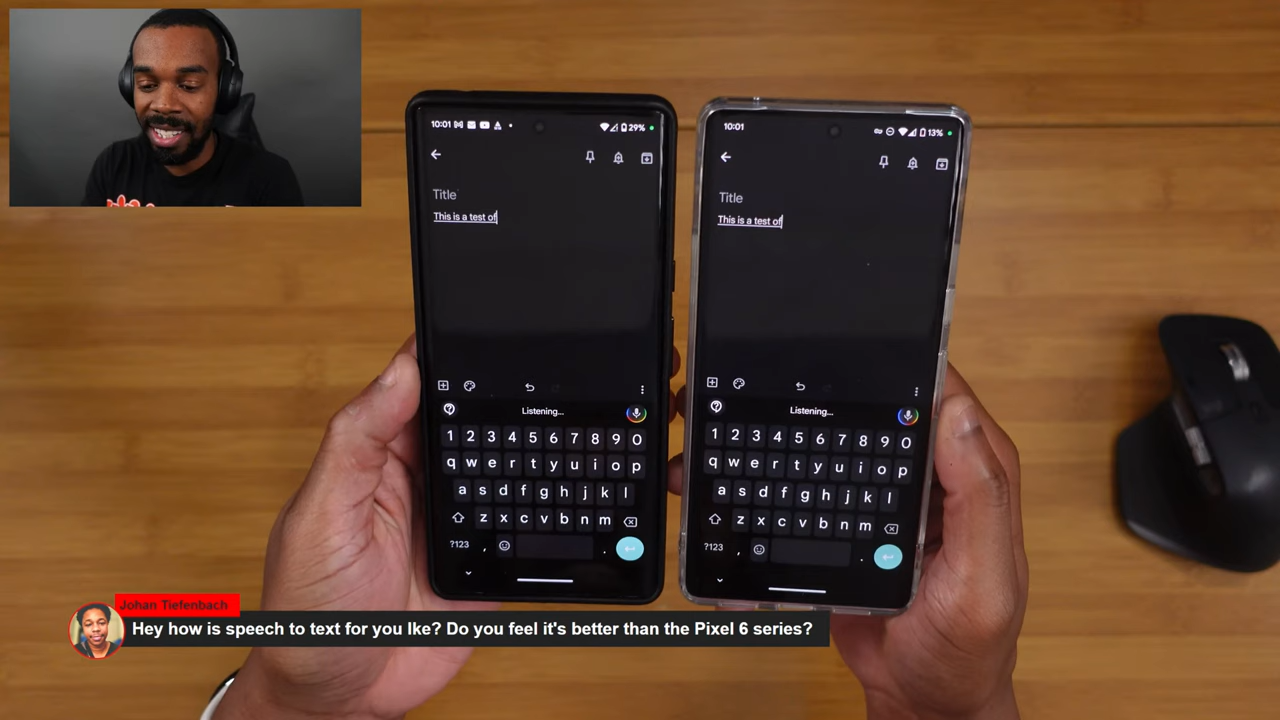 10:01
29%
Title
This is a test of
Listening...
1 2 3 4 5 6 7 8 9 0
q w e r t y u i o p
a s d f g h j k l
z x c v b n m
?123 , .
10:01
13%
Title
This is a test of
Listening...
1 2 3 4 5 6 7 8 9 0
q w e r t y u i o p
a s d f g h j k l
z x c v b n m
?123 , .
Johan Tiefenbach
Hey how is speech to text for you Ike? Do you feel it's better than the Pixel 6 series?